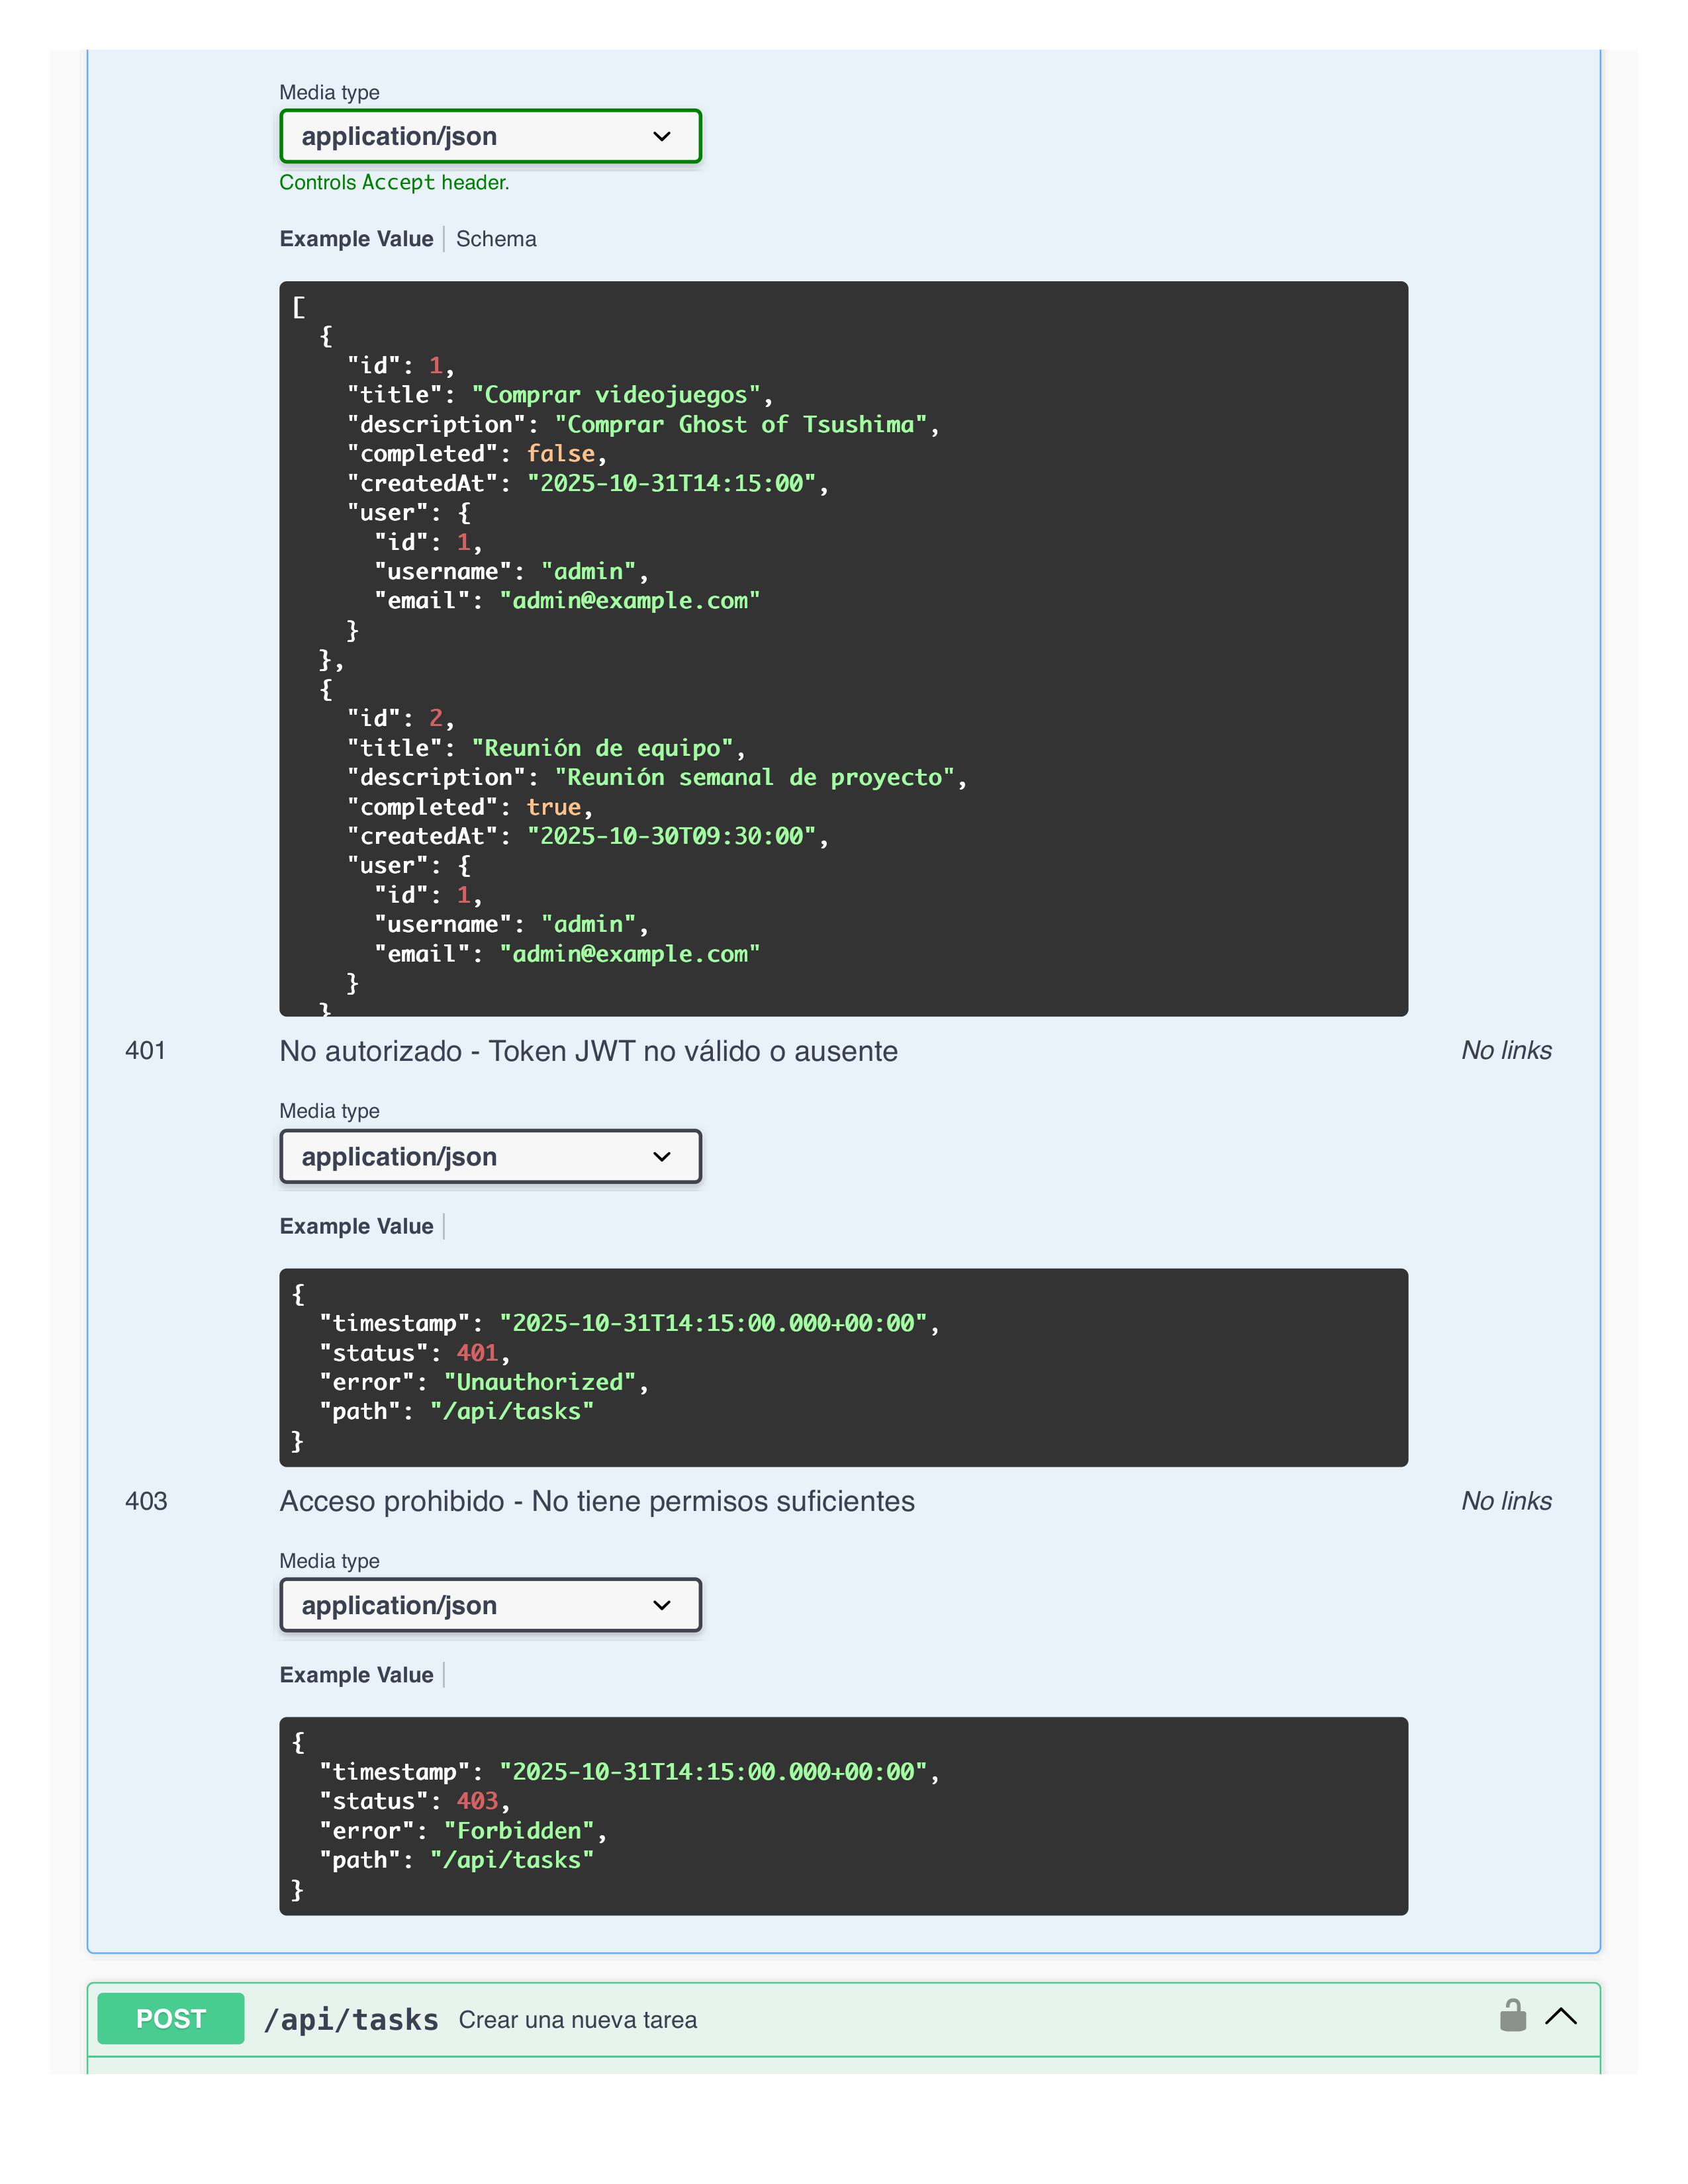 Media type
application/json
Controls Accept header.
Example Value Schema
[
  {
    "id": 1,
    "title": "Comprar videojuegos",
    "description": "Comprar Ghost of Tsushima",
    "completed": false,
    "createdAt": "2025-10-31T14:15:00",
    "user": {
      "id": 1,
      "username": "admin",
      "email": "admin@example.com"
    }
  },
  {
    "id": 2,
    "title": "Reunión de equipo",
    "description": "Reunión semanal de proyecto",
    "completed": true,
    "createdAt": "2025-10-30T09:30:00",
    "user": {
      "id": 1,
      "username": "admin",
      "email": "admin@example.com"
    }
  }
401 No autorizado - Token JWT no válido o ausente No links
Media type
application/json
Example Value
{
  "timestamp": "2025-10-31T14:15:00.000+00:00",
  "status": 401,
  "error": "Unauthorized",
  "path": "/api/tasks"
}
403 Acceso prohibido - No tiene permisos suficientes No links
Media type
application/json
Example Value
{
  "timestamp": "2025-10-31T14:15:00.000+00:00",
  "status": 403,
  "error": "Forbidden",
  "path": "/api/tasks"
}
POST /api/tasks Crear una nueva tarea